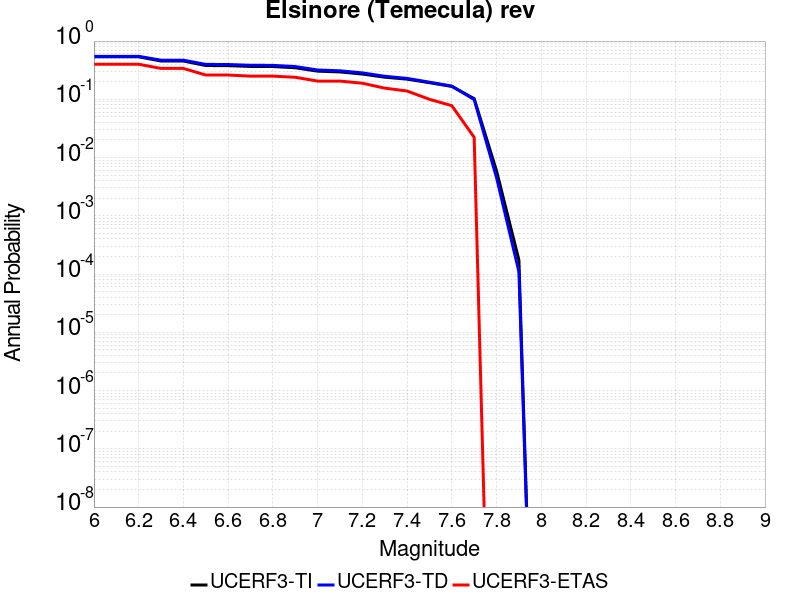 Elsinore (Temecula) rev
10^0
10^-1
10^-2
10^-3
10^-4
10^-5
10^-6
10^-7
10^-8
Annual Probability
6 6.2 6.4 6.6 6.8 7 7.2 7.4 7.6 7.8 8 8.2 8.4 8.6 8.8 9
Magnitude
UCERF3-TI UCERF3-TD UCERF3-ETAS